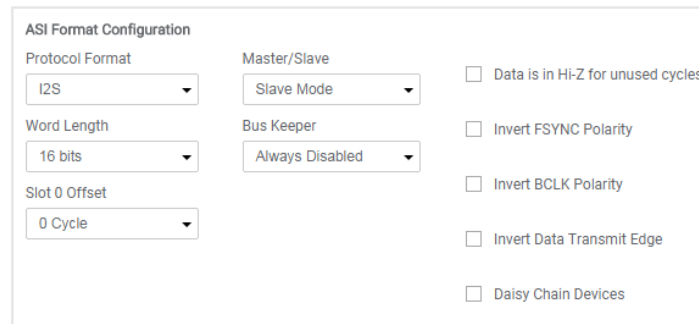 ASI Format Configuration
Protocol Format
I2S
Word Length
16 bits
Slot 0 Offset
0 Cycle
Master/Slave
Slave Mode
Bus Keeper
Always Disabled
Data is in Hi-Z for unused cycles
Invert FSYNC Polarity
Invert BCLK Polarity
Invert Data Transmit Edge
Daisy Chain Devices